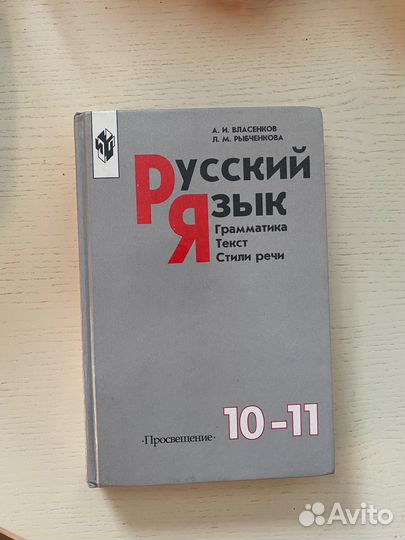 А. И. ВЛАСЕНКОВ
Л. М. РЫБЧЕНКОВА
РУССКИЙ
ЯЗЫК
Грамматика
Текст
Стили речи
·Просвещение·
10-11
Avito